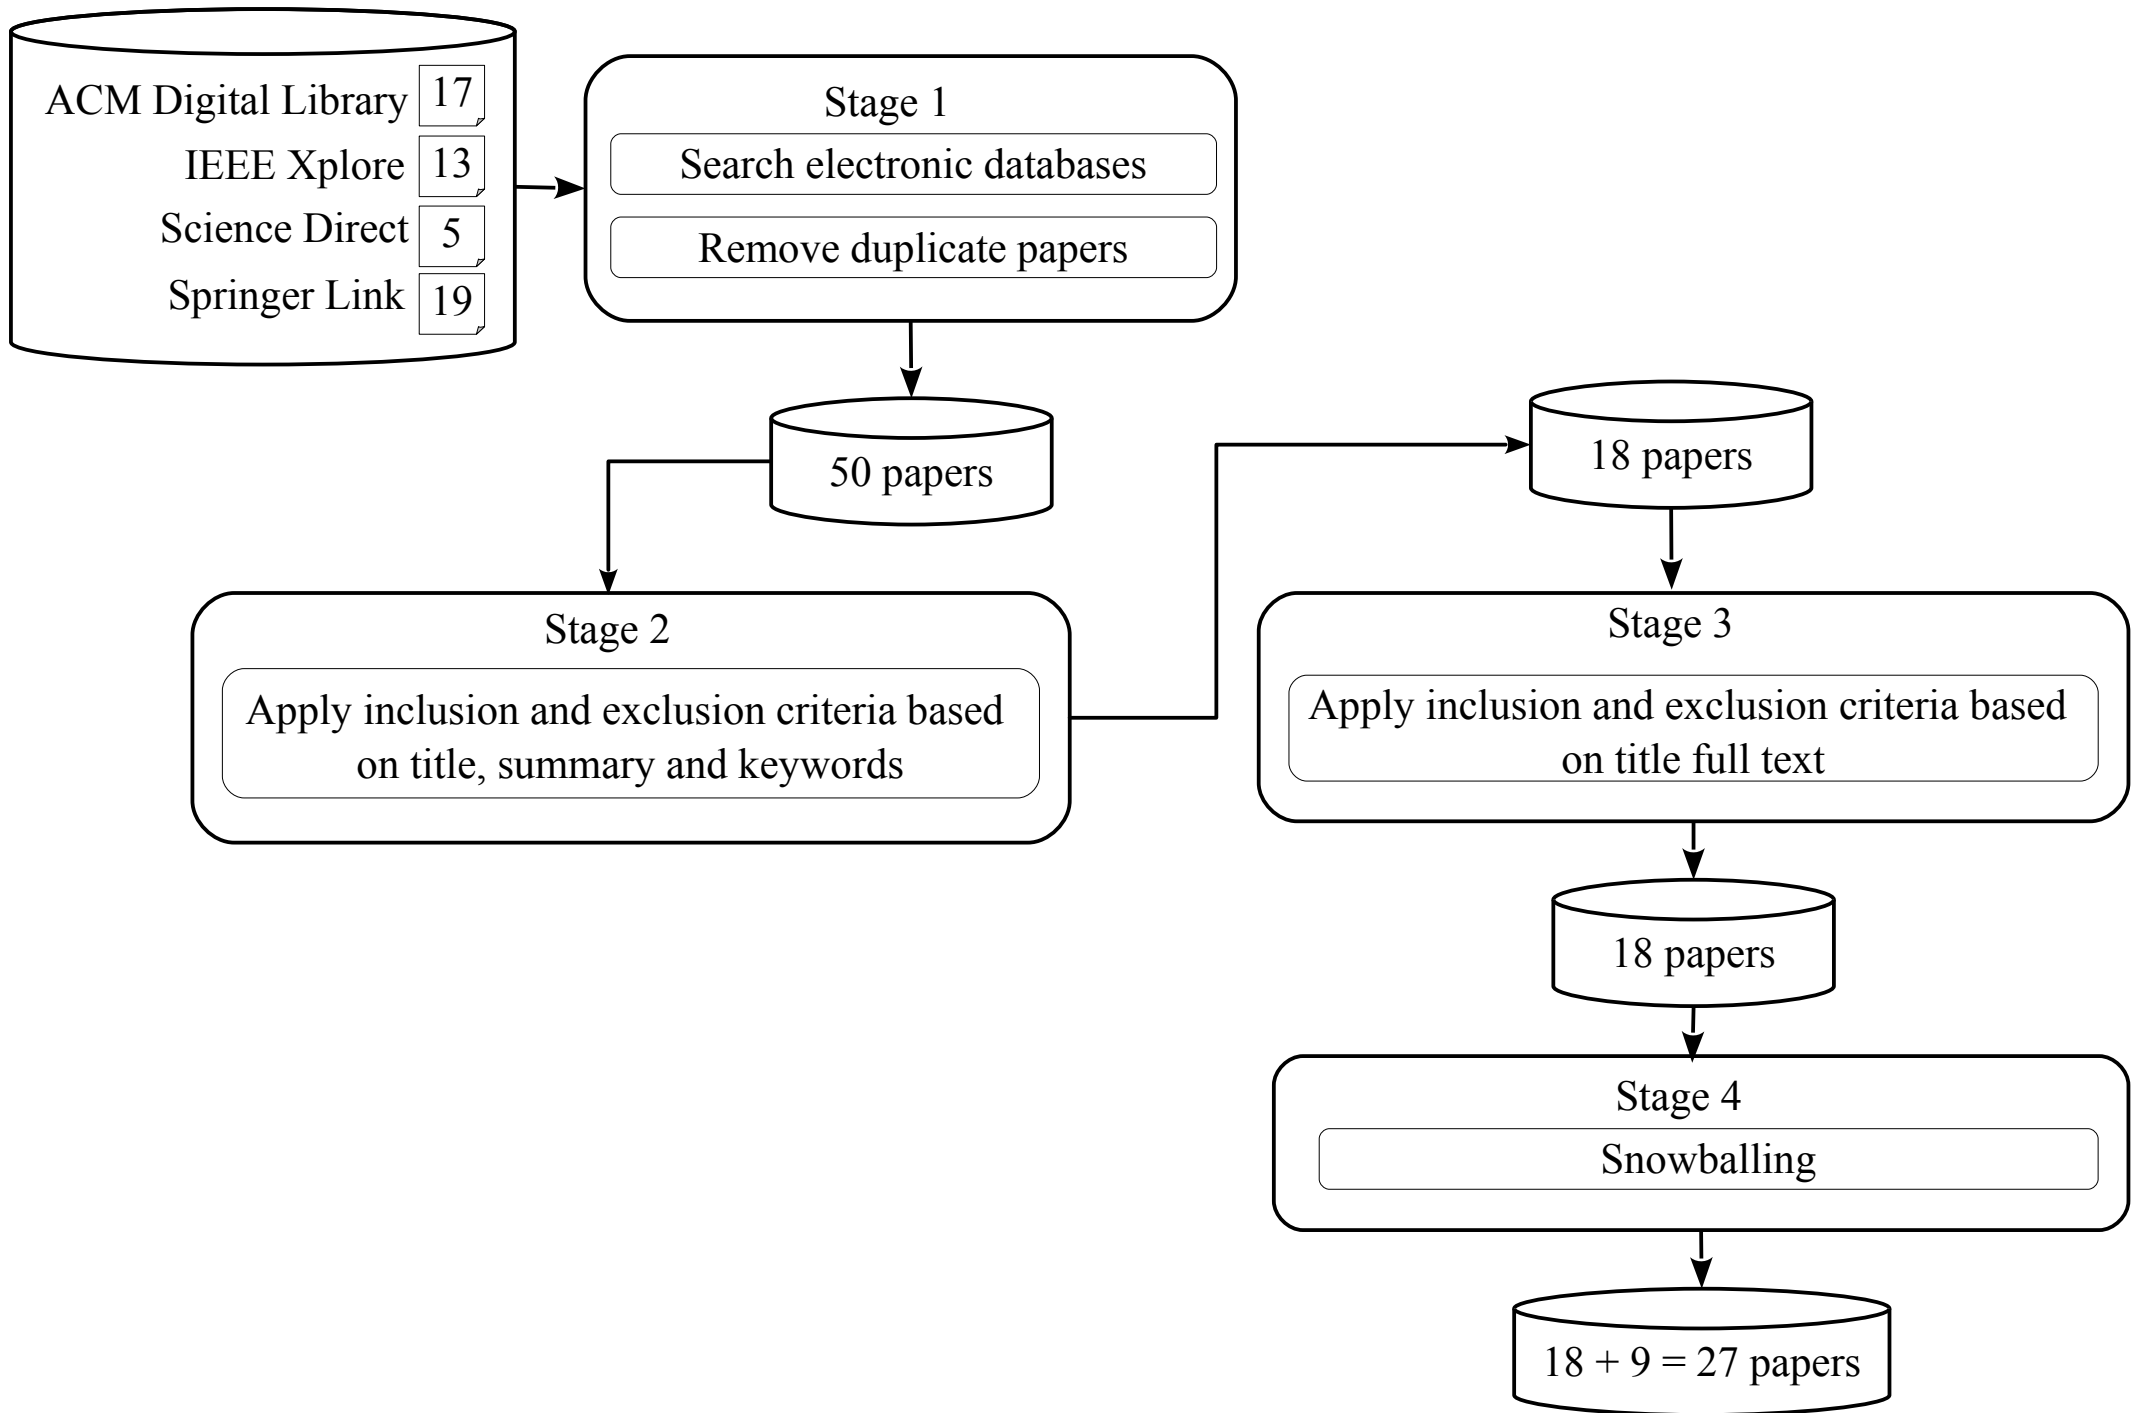 ACM Digital Library 17
IEEE Xplore 13
Science Direct 5
Springer Link 19
Stage 1
Search electronic databases
Remove duplicate papers
50 papers
Stage 2
Apply inclusion and exclusion criteria based
on title, summary and keywords
18 papers
Stage 3
Apply inclusion and exclusion criteria based
on title full text
18 papers
Stage 4
Snowballing
18 + 9 = 27 papers